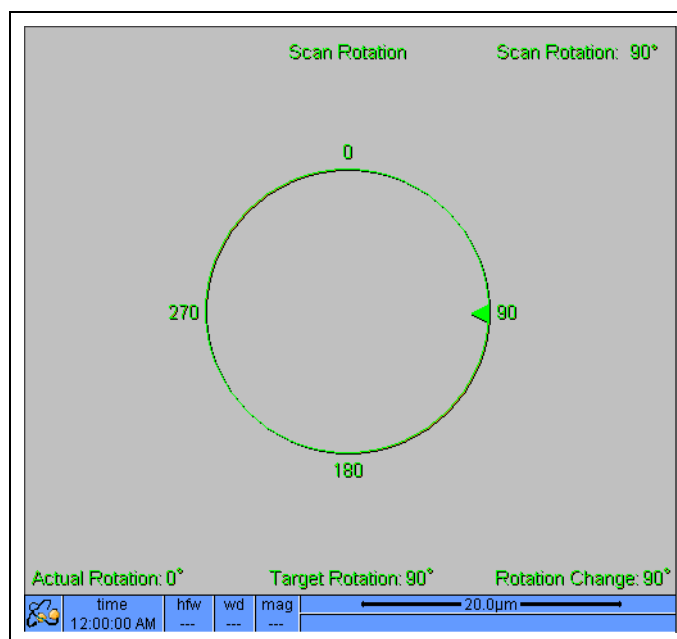 Scan Rotation Scan Rotation: 90°
0
270 90
180
Actual Rotation: 0° Target Rotation: 90° Rotation Change: 90°
time hfw wd mag 20.0µm
12:00:00 AM --- --- ---